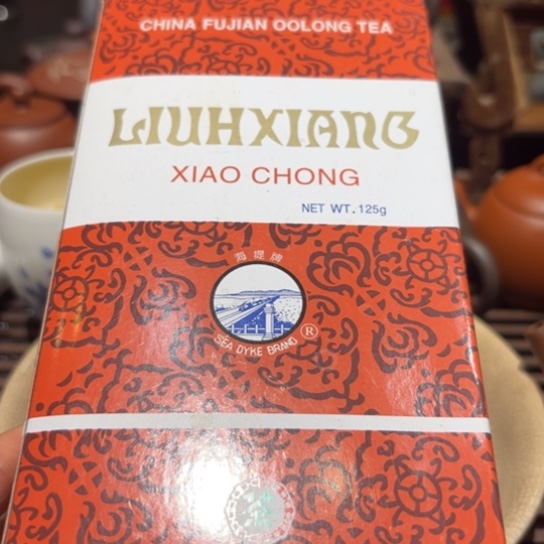 CHINA FUJIAN OOLONG TEA
LIUHXIANG
XIAO CHONG
NET WT. 125g
海堤牌
SEA DYKE BRAND ®